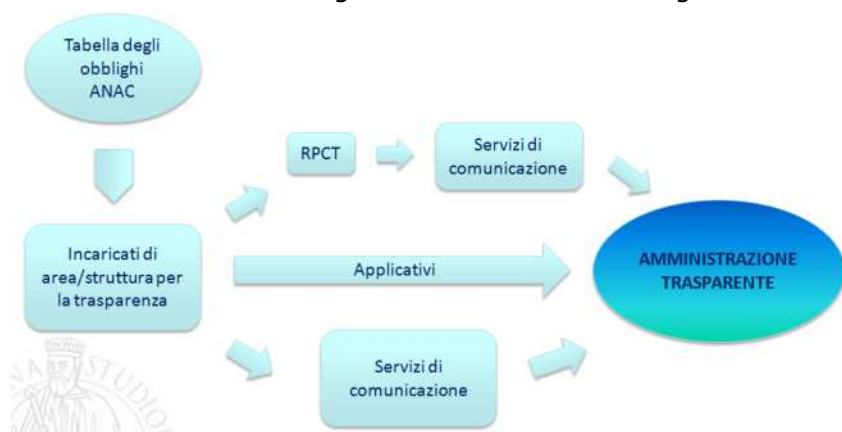 Tabella degli
obblighi
ANAC
RPCT
Servizi di
comunicazione
Incaricati di
area/struttura per
la trasparenza
Applicativi
AMMINISTRAZIONE
TRASPARENTE
Servizi di
comunicazione